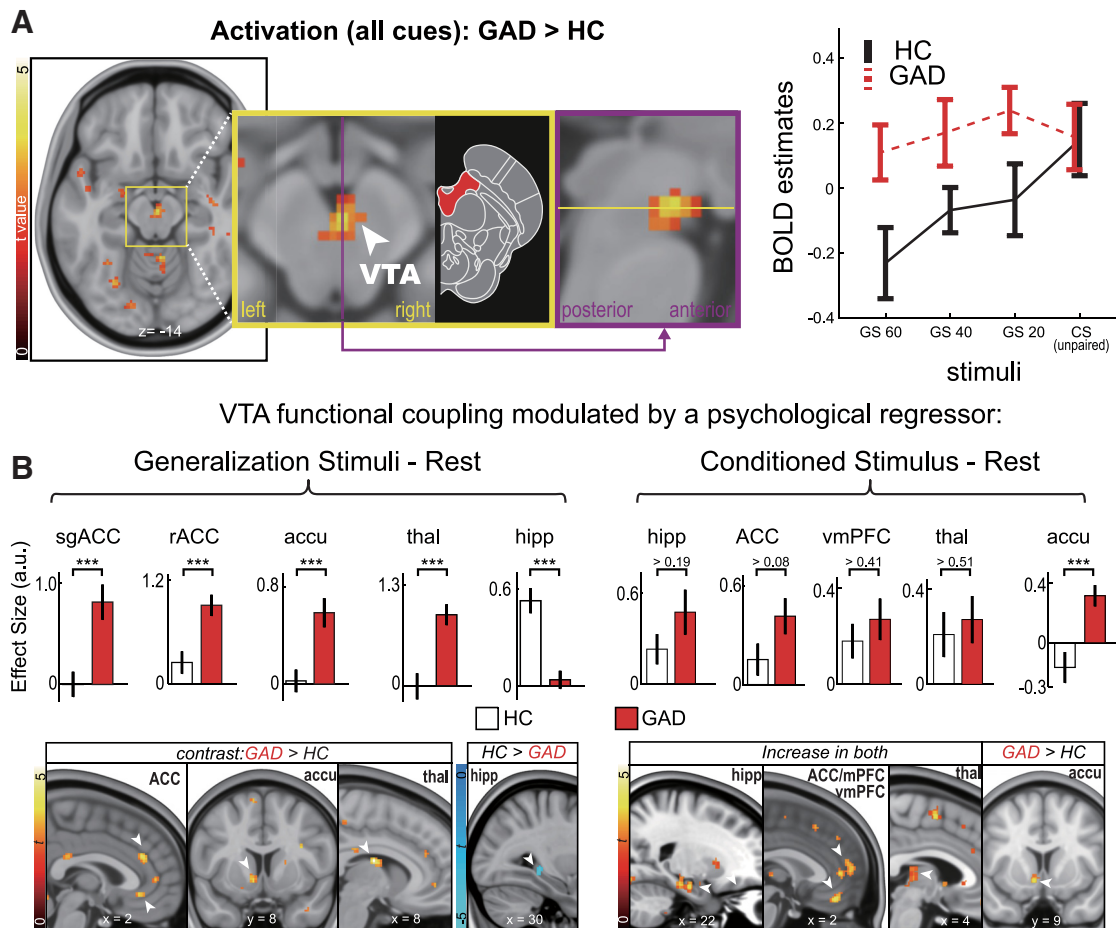 A
Activation (all cues): GAD > HC
5
t value
0
z= -14
left
right
VTA
posterior
anterior
HC
GAD
BOLD estimates
0.4
0.2
0
-0.2
-0.4
GS 60
GS 40
GS 20
CS
(unpaired)
stimuli
VTA functional coupling modulated by a psychological regressor:
B
Generalization Stimuli - Rest
Conditioned Stimulus - Rest
Effect Size (a.u.)
sgACC
***
1.0
0
rACC
***
1.2
0
accu
***
0.8
0
thal
***
1.3
0
hipp
***
0.6
0
hipp
> 0.19
0.6
0
ACC
> 0.08
vmPFC
> 0.41
0.4
0
thal
> 0.51
0.4
0
accu
***
0.4
0
-0.3
HC
GAD
contrast:GAD > HC
HC > GAD
Increase in both
GAD > HC
5
t
0
ACC
x = 2
accu
y = 8
thal
x = 8
0
t
-5
hipp
x = 30
5
t
0
hipp
x = 22
ACC/mPFC
vmPFC
x = 2
thal
x = 4
accu
y = 9